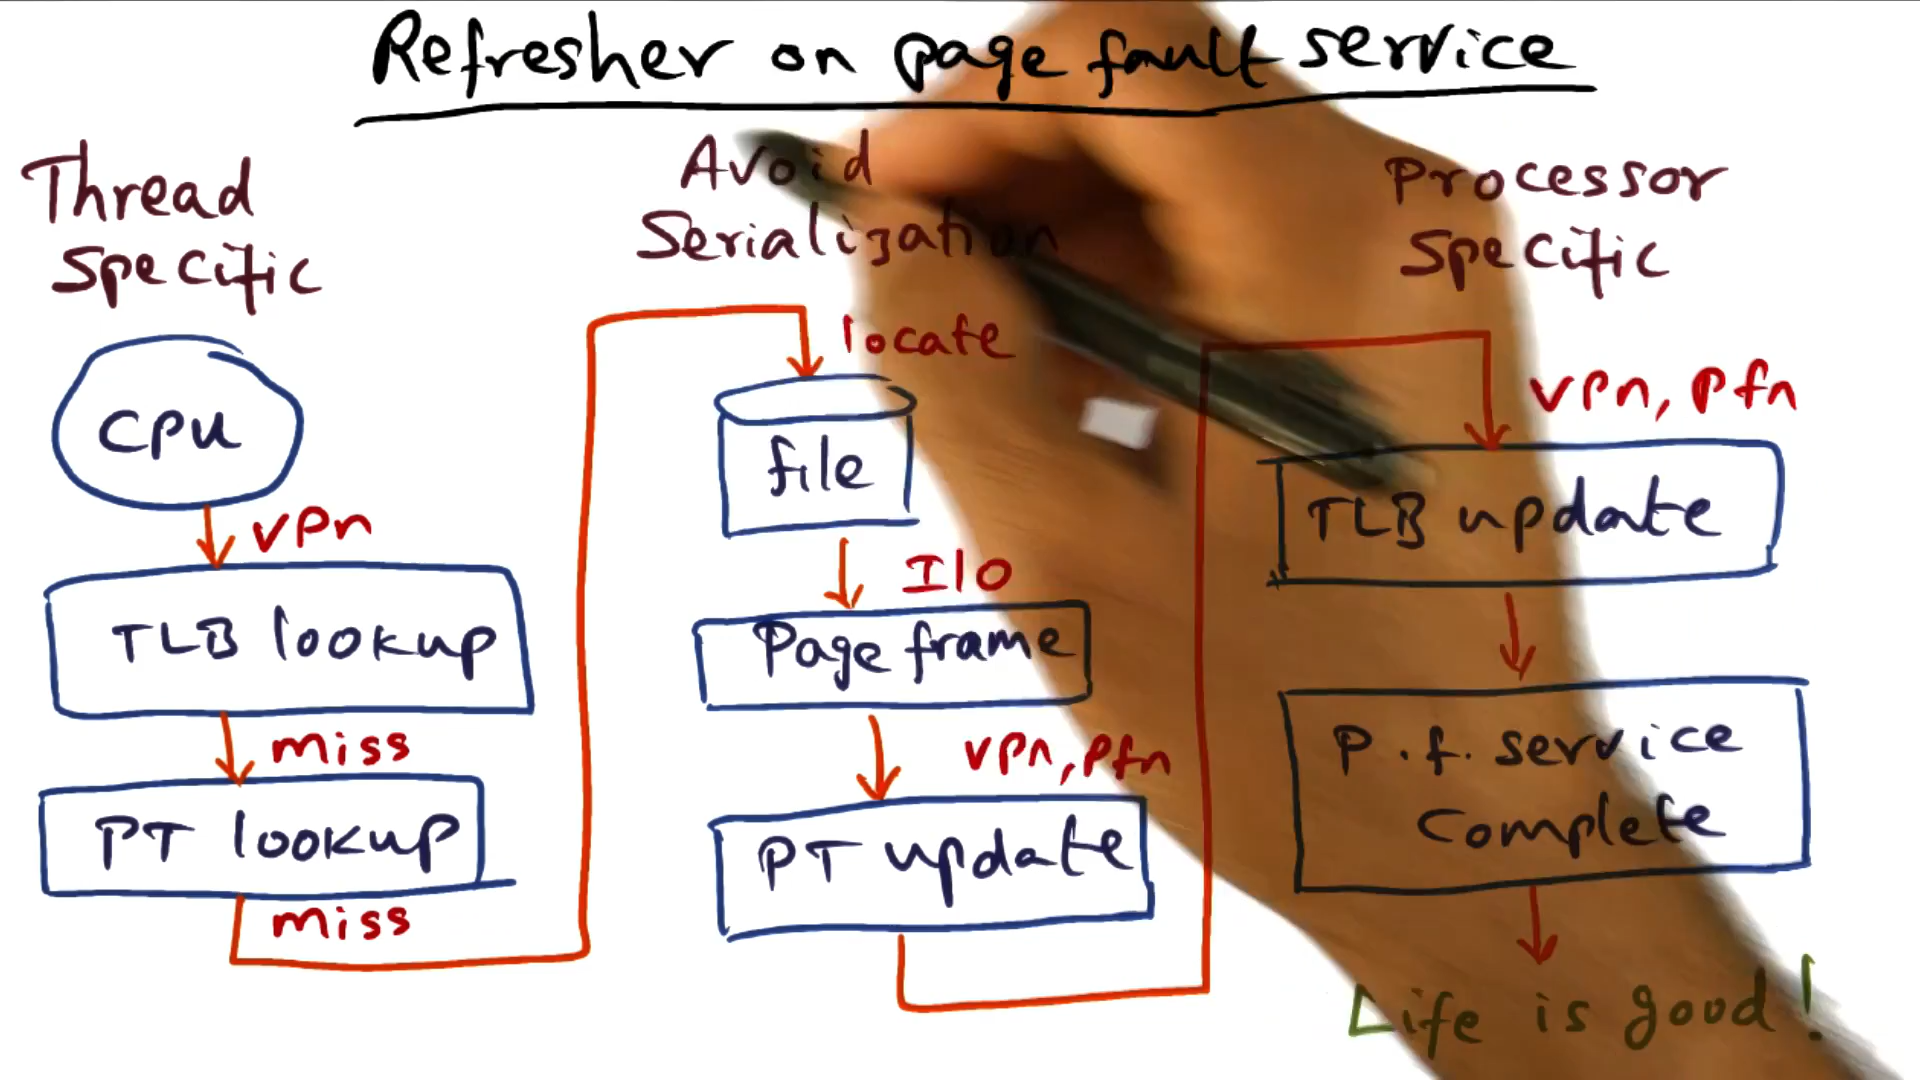 Refresher on page fault service
Thread
Specific
CPU
vpn
TLB lookup
miss
PT lookup
miss
Avoid
Serialization
locate
file
I/O
Page frame
vpn, pfn
PT update
Processor
Specific
vpn, pfn
TLB update
P.f. service
Complete
Life is good!